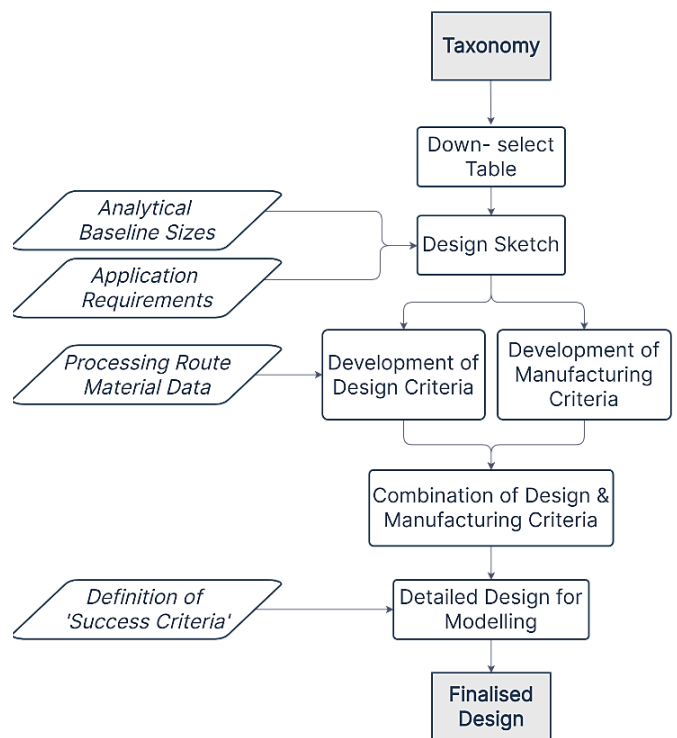 Taxonomy
Down- select
Table
Analytical
Baseline Sizes
Design Sketch
Application
Requirements
Processing Route
Material Data
Development of
Design Criteria
Development of
Manufacturing
Criteria
Combination of Design &
Manufacturing Criteria
Definition of
'Success Criteria'
Detailed Design for
Modelling
Finalised
Design